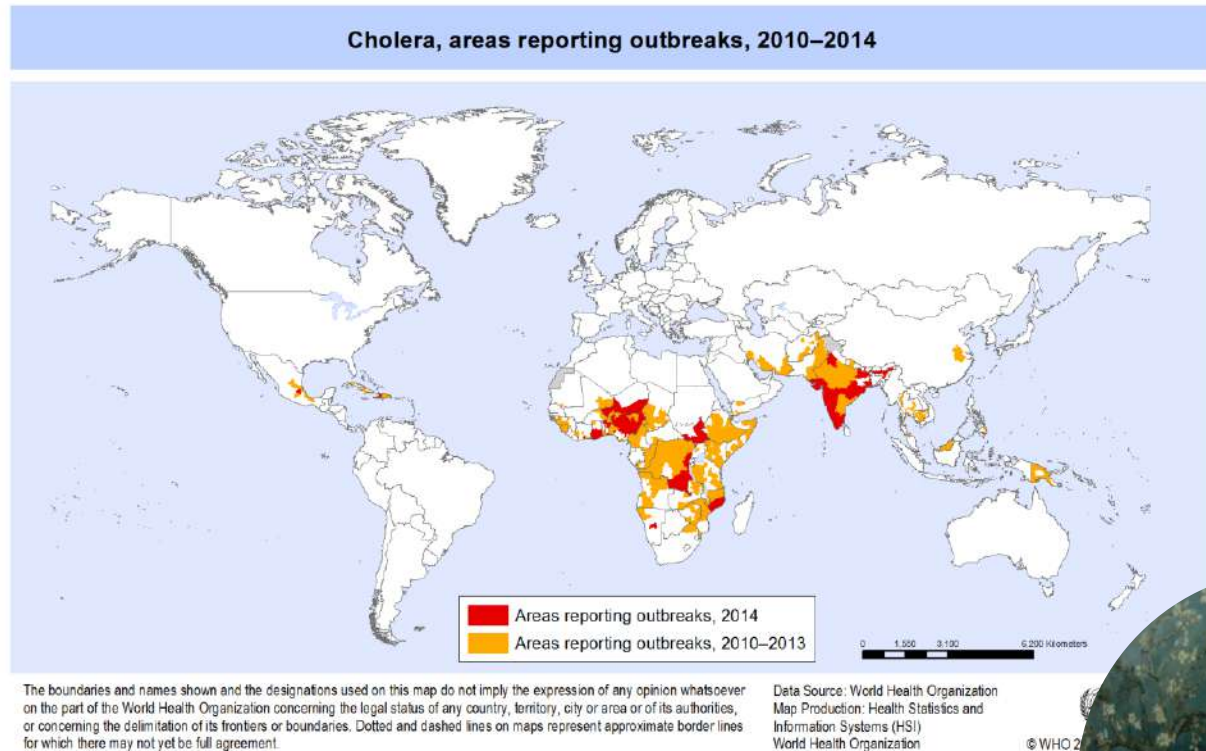 Cholera, areas reporting outbreaks, 2010–2014
Areas reporting outbreaks, 2014
Areas reporting outbreaks, 2010–2013
0 1,550 3,100 6 200 Kilometers
The boundaries and names shown and the designations used on this map do not imply the expression of any opinion whatsoever
on the part of the World Health Organization concerning the legal status of any country, territory, city or area or of its authorities,
or concerning the delimitation of its frontiers or boundaries. Dotted and dashed lines on maps represent approximate border lines
for which there may not yet be full agreement.
Data Source: World Health Organization
Map Production: Health Statistics and
Information Systems (HSI)
World Health Organization
© WHO